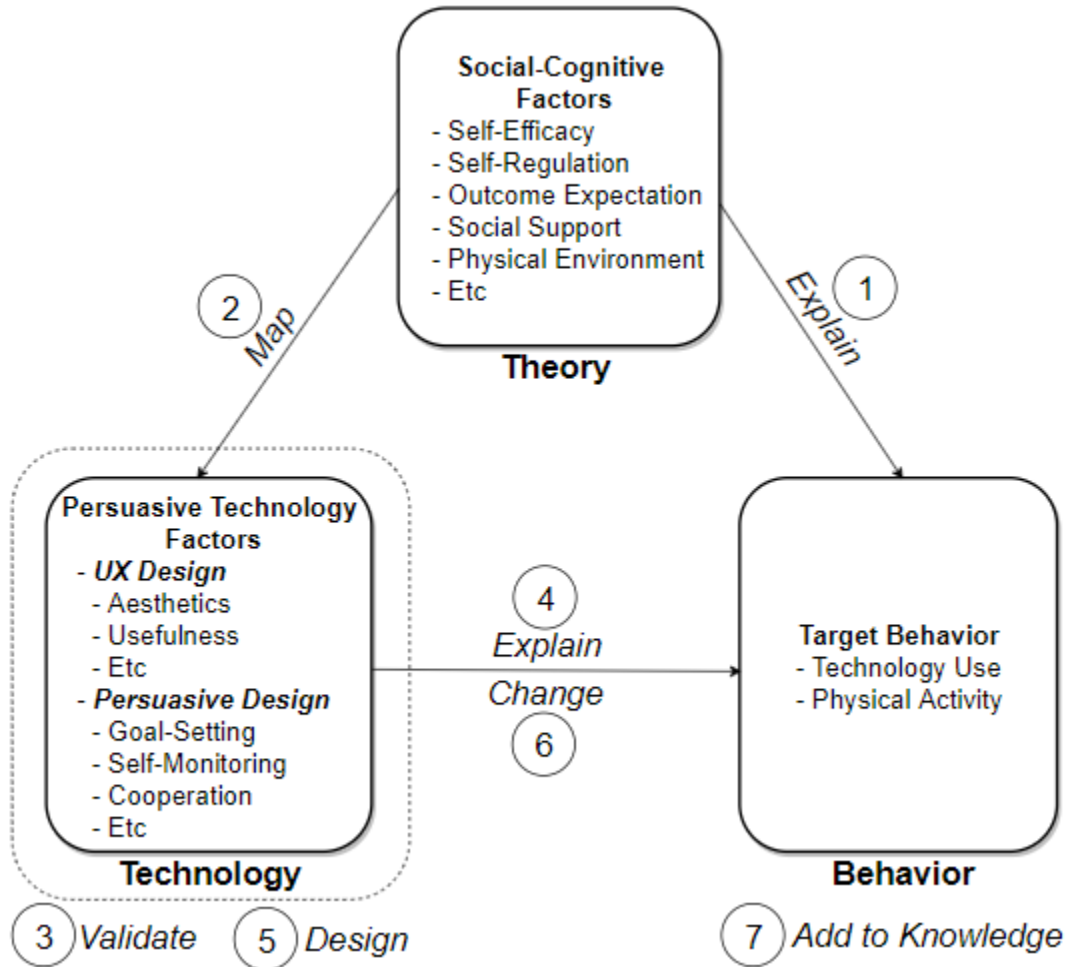 Social-Cognitive
Factors
- Self-Efficacy
- Self-Regulation
- Outcome Expectation
- Social Support
- Physical Environment
- Etc
Theory
1
Explain
2
Map
Persuasive Technology
Factors
- UX Design
- Aesthetics
- Usefulness
- Etc
- Persuasive Design
- Goal-Setting
- Self-Monitoring
- Cooperation
- Etc
Technology
3 Validate
5 Design
4
Explain
Change
6
Target Behavior
- Technology Use
- Physical Activity
Behavior
7 Add to Knowledge